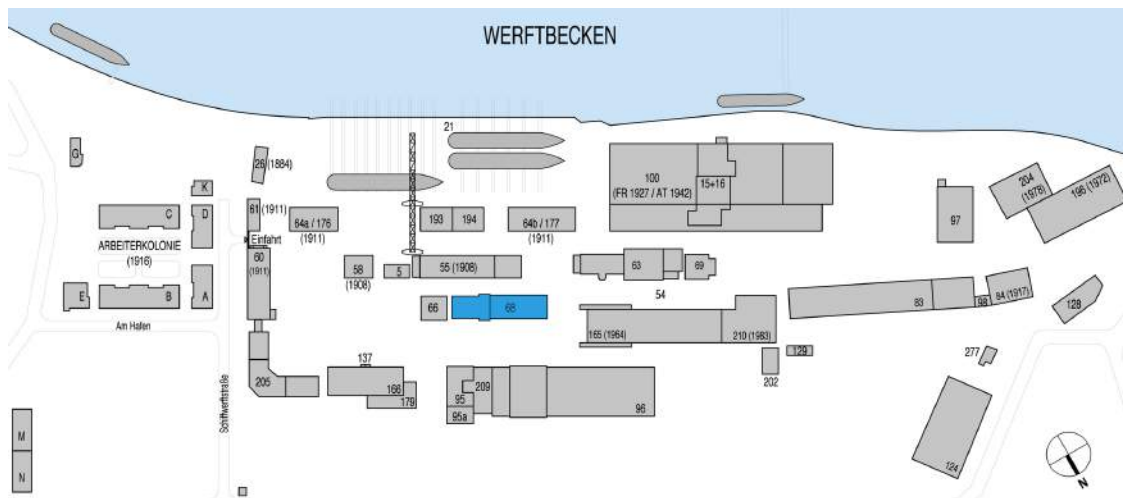 WERFTBECKEN
21
G
26 (1884)
K
C
D
ARBEITERKOLONIE
(1916)
E
B
A
Am Hafen
61 (1911)
Einfahrt
60
(1911)
64a / 176
(1911)
193
194
64b / 177
(1911)
100
(FR 1927 / AT 1942)
15+16
97
204
(1978)
196 (1972)
58
(1908)
5
55 (1908)
63
69
54
66
68
165 (1964)
210 (1983)
83
98
84 (1917)
128
129
202
277
124
137
166
179
205
95
95a
209
96
Schiffwerftstraße
M
N
N